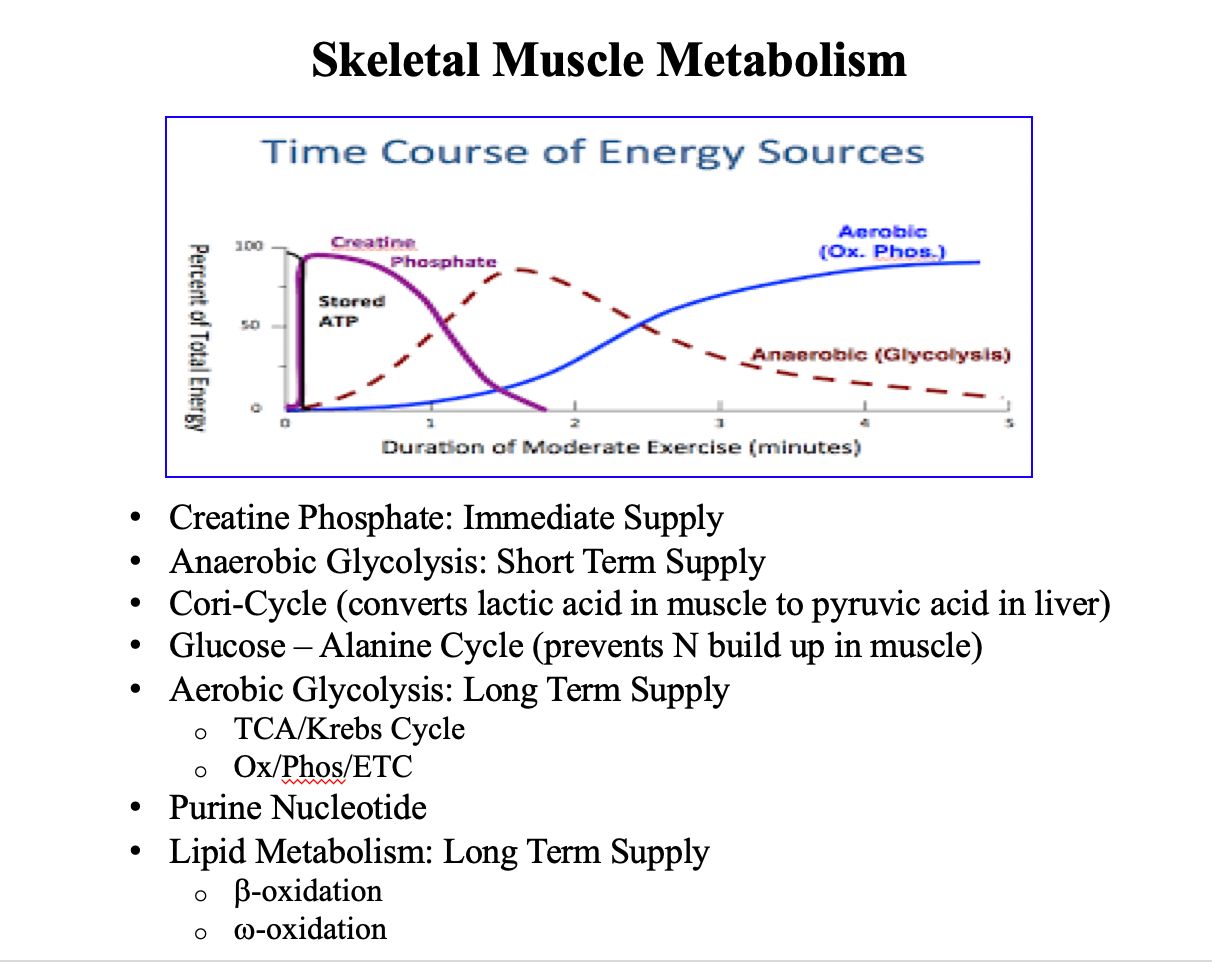 Skeletal Muscle Metabolism
Time Course of Energy Sources
Percent of Total Energy
100
50
0
Creatine
Phosphate
Stored
ATP
Aerobic
(Ox. Phos.)
Anaerobic (Glycolysis)
0 1 2 3 4 5
Duration of Moderate Exercise (minutes)
• Creatine Phosphate: Immediate Supply
• Anaerobic Glycolysis: Short Term Supply
• Cori-Cycle (converts lactic acid in muscle to pyruvic acid in liver)
• Glucose – Alanine Cycle (prevents N build up in muscle)
• Aerobic Glycolysis: Long Term Supply
o TCA/Krebs Cycle
o Ox/Phos/ETC
• Purine Nucleotide
• Lipid Metabolism: Long Term Supply
o β-oxidation
o ω-oxidation